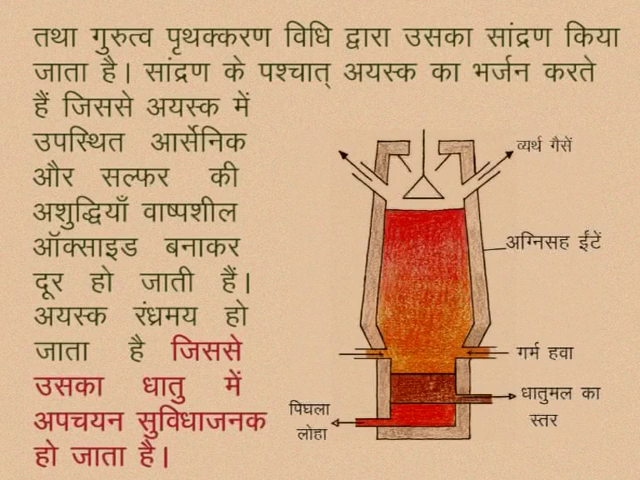 तथा गुरुत्व पृथक्करण विधि द्वारा उसका सांद्रण किया
जाता है। सांद्रण के पश्चात् अयस्क का भर्जन करते
हैं जिससे अयस्क में
उपस्थित आर्सेनिक
और सल्फर की
अशुद्धियाँ वाष्पशील
ऑक्साइड बनाकर
दूर हो जाती हैं।
अयस्क रंध्रमय हो
जाता है जिससे
उसका धातु में
अपचयन सुविधाजनक
हो जाता है।
व्यर्थ गैसें
अग्निसह ईंटें
गर्म हवा
धातुमल का
स्तर
पिघला
लोहा